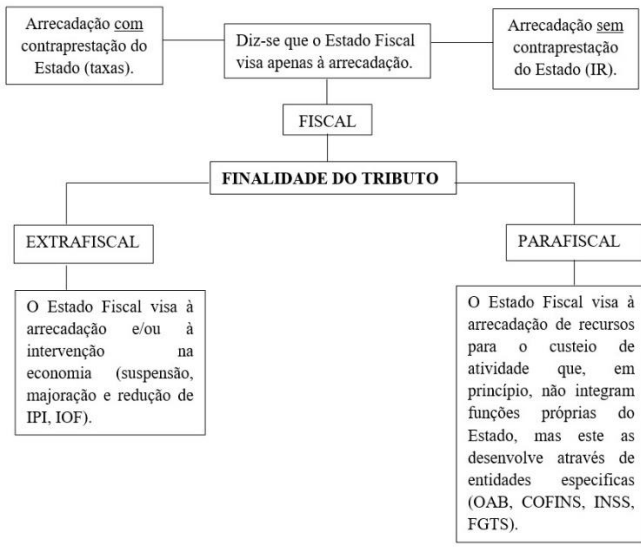 Arrecadação com
contraprestação do
Estado (taxas).
Diz-se que o Estado Fiscal
visa apenas à arrecadação.
Arrecadação sem
contraprestação
do Estado (IR).
FISCAL
FINALIDADE DO TRIBUTO
EXTRAFISCAL
PARAFISCAL
O Estado Fiscal visa à
arrecadação e/ou à
intervenção na
economia (suspensão,
majoração e redução de
IPI, IOF).
O Estado Fiscal visa à
arrecadação de recursos
para o custeio de
atividade que, em
princípio, não integram
funções próprias do
Estado, mas este as
desenvolve através de
entidades especificas
(OAB, COFINS, INSS,
FGTS).